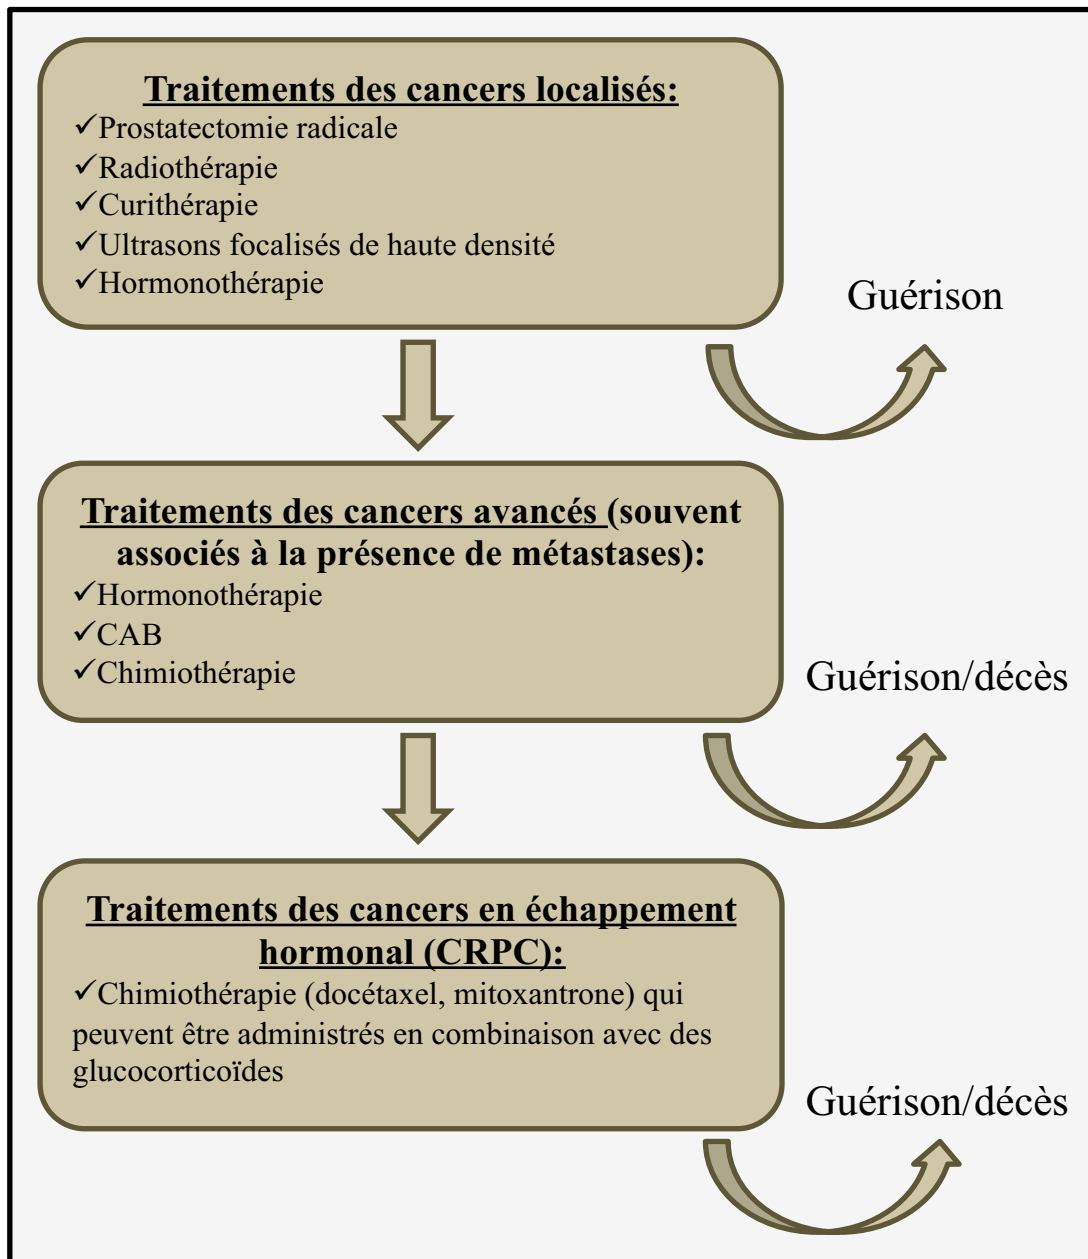 Traitements des cancers localisés:
✓Prostatectomie radicale
✓Radiothérapie
✓Curithérapie
✓Ultrasons focalisés de haute densité
✓Hormonothérapie
Guérison
Traitements des cancers avancés (souvent
associés à la présence de métastases):
✓Hormonothérapie
✓CAB
✓Chimiothérapie
Guérison/décès
Traitements des cancers en échappement
hormonal (CRPC):
✓Chimiothérapie (docétaxel, mitoxantrone) qui
peuvent être administrés en combinaison avec des
glucocorticoïdes
Guérison/décès